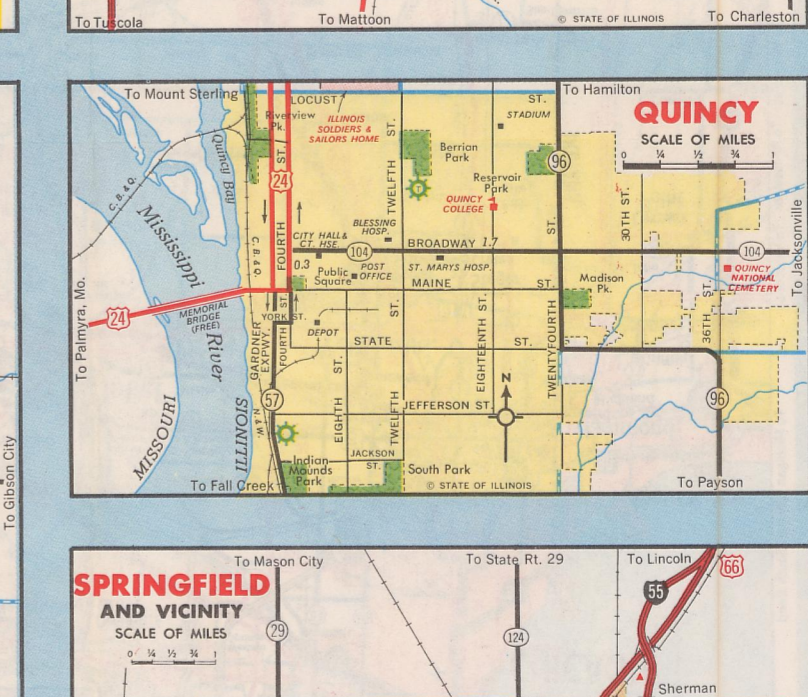 To Tuscola
To Mattoon
© STATE OF ILLINOIS
To Charleston
To Gibson City
To Mount Sterling
LOCUST
ST.
To Hamilton
QUINCY
SCALE OF MILES
0 ¼ ½ ¾ 1
Riverview
Pk.
ILLINOIS
SOLDIERS &
SAILORS HOME
STADIUM
Quincy Bay
C. B. & Q.
Berrian
Park
Reservoir
Park
QUINCY
COLLEGE
96
24
ST.
FOURTH
TWELFTH
ST.
ST.
30TH ST.
Mississippi
River
C. B. & Q.
CITY HALL &
CT. HSE.
BLESSING
HOSP.
104
BROADWAY 1.7
104
0.3
Public
Square
POST
OFFICE
ST. MARYS HOSP.
MAINE
ST.
Madison
Pk.
QUINCY
NATIONAL
CEMETERY
To Jacksonville
24
MEMORIAL
BRIDGE
(FREE)
To Palmyra, Mo.
YORK ST.
ST.
FOURTH
DEPOT
STATE
ST.
ST.
ST.
EIGHTH
TWELFTH
EIGHTEENTH ST.
TWENTYFOURTH
36TH ST.
GARDNER
EXPWY.
57
N. & W.
JEFFERSON ST.
N
96
MISSOURI
ILLINOIS
JACKSON
ST.
Indian
Mounds
Park
South Park
To Fall Creek
© STATE OF ILLINOIS
To Payson
SPRINGFIELD
AND VICINITY
SCALE OF MILES
0 ¼ ½ ¾ 1
To Mason City
To State Rt. 29
To Lincoln
66
55
29
124
Sherman